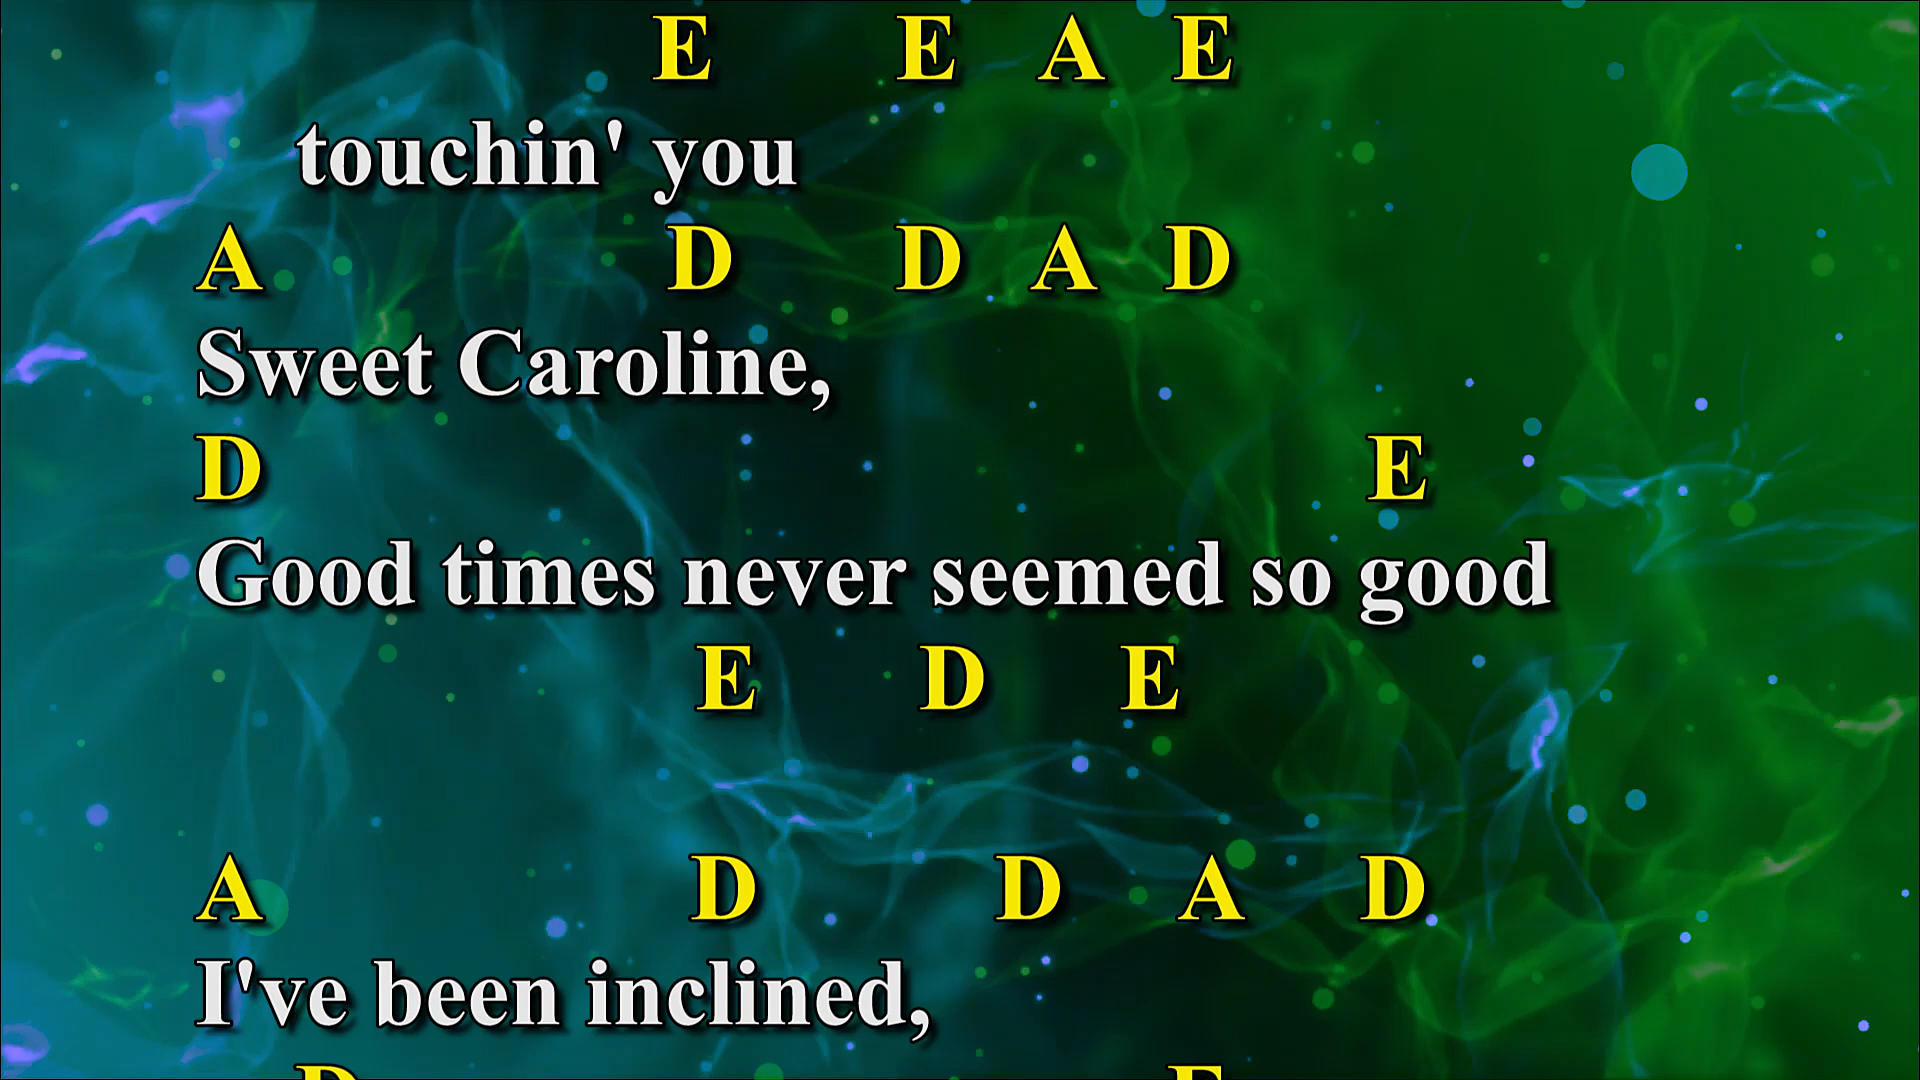 E E A E
touchin' you
A D D A D
Sweet Caroline,
D E
Good times never seemed so good
E D E
A D D A D
I've been inclined,
D E